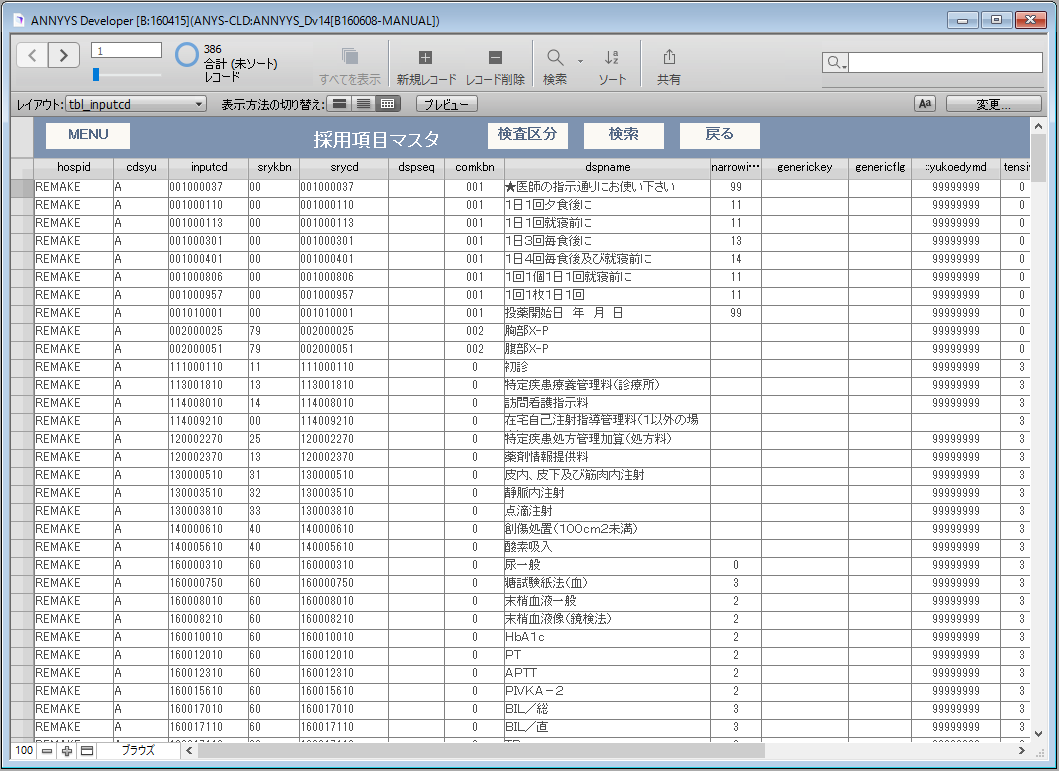 ANNYYS Developer [B:160415](ANYS-CLD:ANNYYS_Dv14[B160608-MANUAL])
1
386
合計 (未ソート)
レコード
すべてを表示 新規レコード レコード削除 検索 ソート 共有
レイアウト: tbl_inputcd 表示方法の切り替え: プレビュー Aa 変更...
MENU 採用項目マスタ 検査区分 検索 戻る
hospid cdsyu inputcd srykbn srycd dspseq comkbn dspname narrowi··· generickey genericflg :yukoedymd tensi
REMAKE A 001000037 00 001000037 001 ★医師の指示通りにお使い下さい 99 99999999 0
REMAKE A 001000110 00 001000110 001 1日1回夕食後に 11 99999999 0
REMAKE A 001000113 00 001000113 001 1日1回就寝前に 11 99999999 0
REMAKE A 001000301 00 001000301 001 1日3回毎食後に 13 99999999 0
REMAKE A 001000401 00 001000401 001 1日4回毎食後及び就寝前に 14 99999999 0
REMAKE A 001000806 00 001000806 001 1回1個1日1回就寝前に 11 99999999 0
REMAKE A 001000957 00 001000957 001 1回1枚1日1回 11 99999999 0
REMAKE A 001010001 00 001010001 001 投薬開始日 年 月 日 99 99999999 0
REMAKE A 002000025 79 002000025 002 胸部X-P 99999999 0
REMAKE A 002000051 79 002000051 002 腹部X-P 99999999 0
REMAKE A 111000110 11 111000110 0 初診 99999999 3
REMAKE A 113001810 13 113001810 0 特定疾患療養管理料(診療所) 99999999 3
REMAKE A 114008010 14 114008010 0 訪問看護指示料 99999999 3
REMAKE A 114009210 00 114009210 0 在宅自己注射指導管理料(1以外の場 3
REMAKE A 120002270 25 120002270 0 特定疾患処方管理加算(処方料) 99999999 3
REMAKE A 120002370 13 120002370 0 薬剤情報提供料 99999999 3
REMAKE A 130000510 31 130000510 0 皮内、皮下及び筋肉内注射 99999999 3
REMAKE A 130003510 32 130003510 0 静脈内注射 99999999 3
REMAKE A 130003810 33 130003810 0 点滴注射 99999999 3
REMAKE A 140000610 40 140000610 0 創傷処置(100cm2未満) 99999999 3
REMAKE A 140005610 40 140005610 0 酸素吸入 99999999 3
REMAKE A 160000310 60 160000310 0 尿一般 0 99999999 3
REMAKE A 160000750 60 160000750 0 糖試験紙法(血) 3 99999999 3
REMAKE A 160008010 60 160008010 0 末梢血液一般 2 99999999 3
REMAKE A 160008210 60 160008210 0 末梢血液像(鏡検法) 2 99999999 3
REMAKE A 160010010 60 160010010 0 HbA1c 2 99999999 3
REMAKE A 160012010 60 160012010 0 PT 2 99999999 3
REMAKE A 160012310 60 160012310 0 APTT 2 99999999 3
REMAKE A 160015610 60 160015610 0 PIVKA-2 2 99999999 3
REMAKE A 160017010 60 160017010 0 BIL/総 3 99999999 3
REMAKE A 160017110 60 160017110 0 BIL/直 3 99999999 3
100 ブラウズ